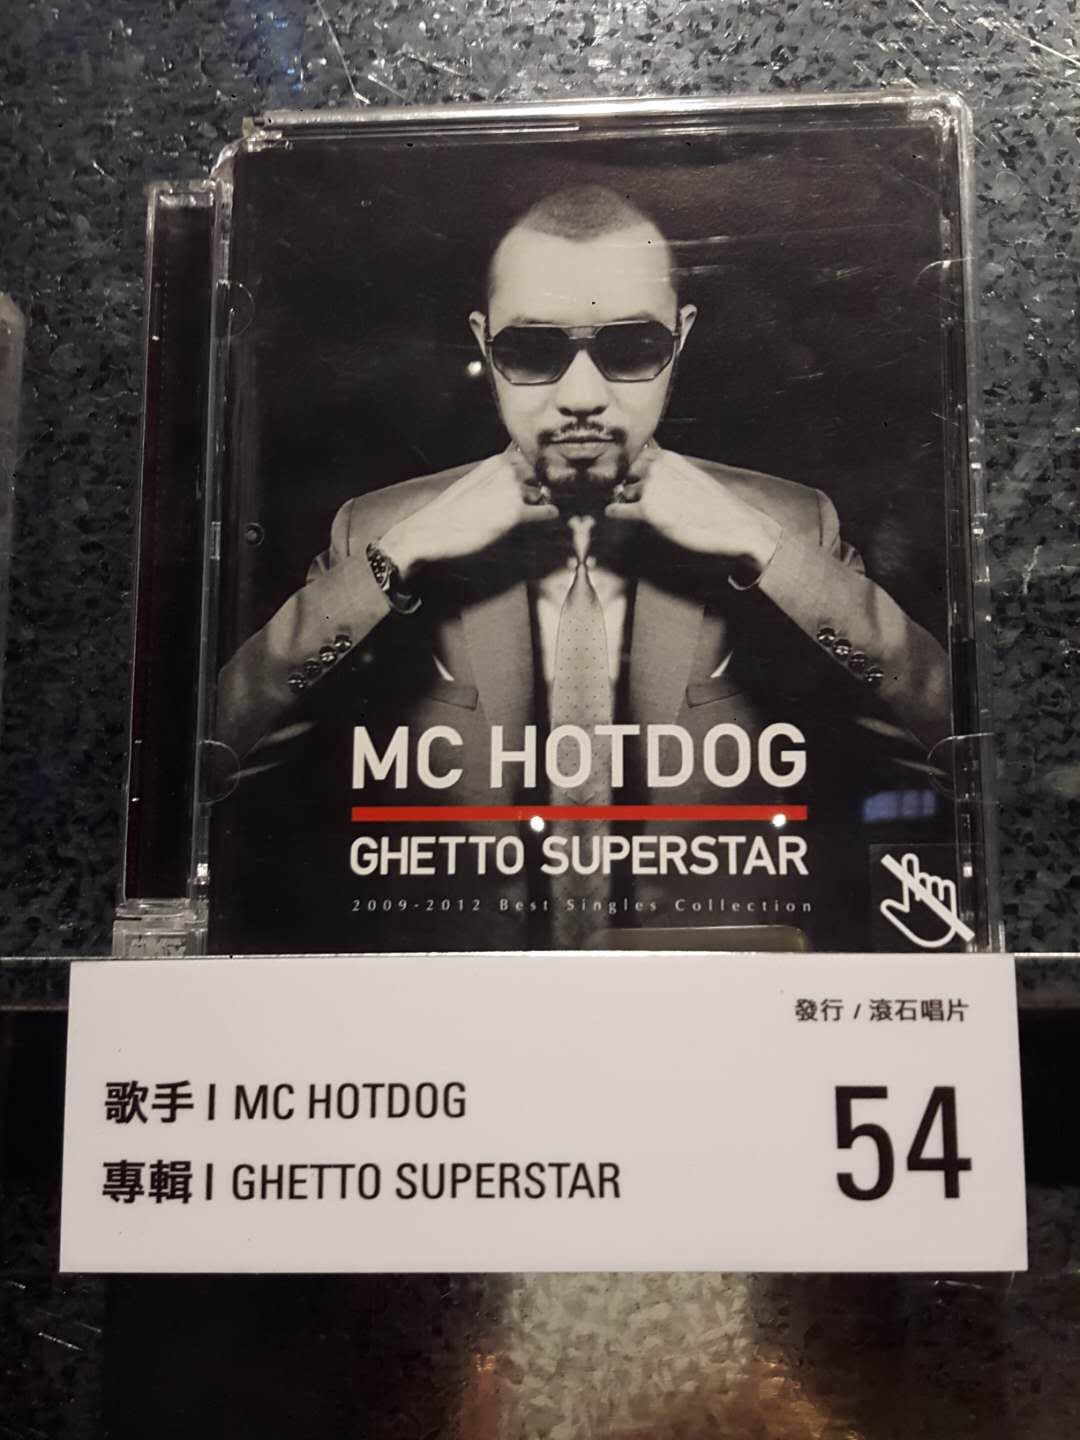 MC HOTDOG
GHETTO SUPERSTAR
2009-2012 Best Singles Collection
發行 / 滾石唱片
歌手 | MC HOTDOG
54
專輯 | GHETTO SUPERSTAR